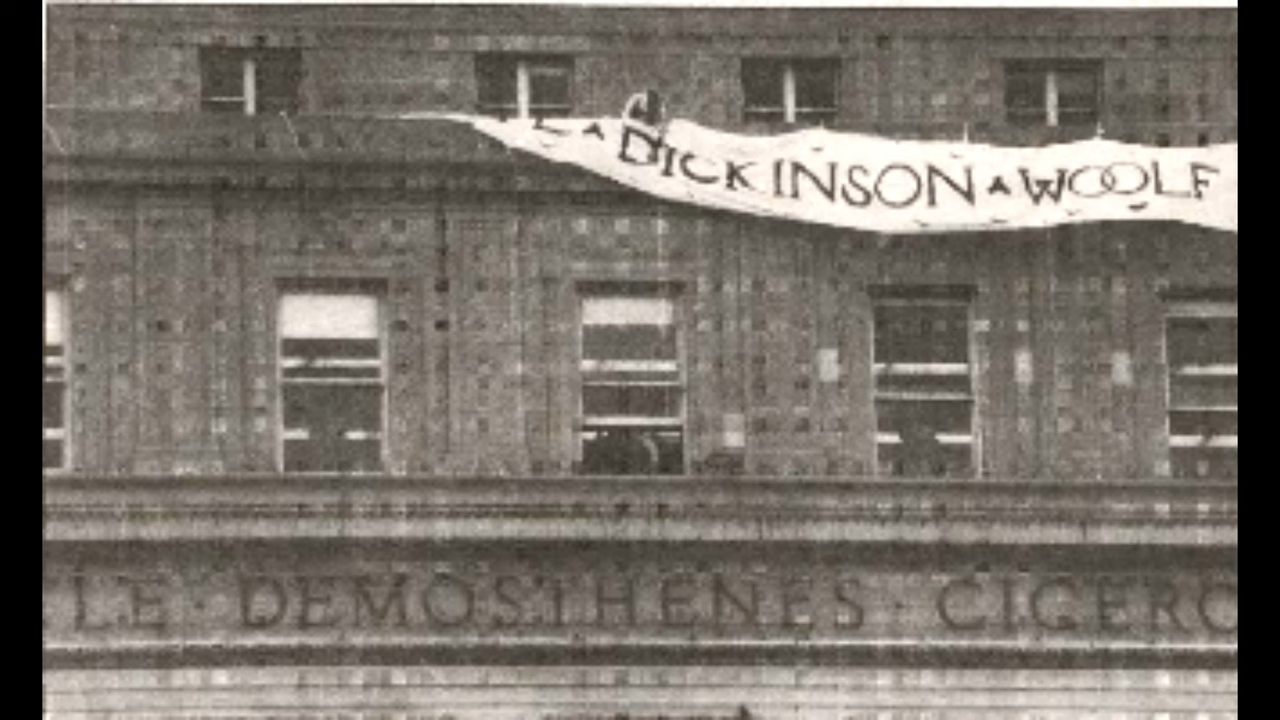 DICKINSON ▴ WOOLF
LE · DEMOSTHENES · CICERO